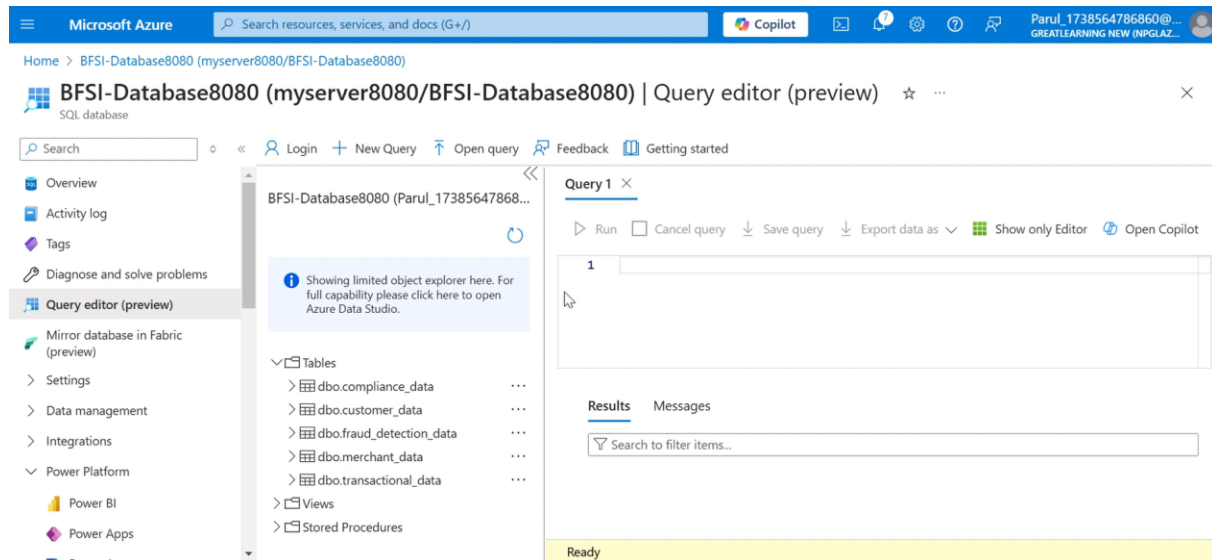 Microsoft Azure
Search resources, services, and docs (G+/)
Copilot
7
Parul_1738564786860@...
GREATLEARNING NEW (NPGLAZ...
Home > BFSI-Database8080 (myserver8080/BFSI-Database8080)
BFSI-Database8080 (myserver8080/BFSI-Database8080) | Query editor (preview)
SQL database
Search
Login
New Query
Open query
Feedback
Getting started
Overview
Activity log
Tags
Diagnose and solve problems
Query editor (preview)
Mirror database in Fabric
(preview)
Settings
Data management
Integrations
Power Platform
Power BI
Power Apps
BFSI-Database8080 (Parul_17385647868...
Showing limited object explorer here. For
full capability please click here to open
Azure Data Studio.
Tables
dbo.compliance_data
dbo.customer_data
dbo.fraud_detection_data
dbo.merchant_data
dbo.transactional_data
Views
Stored Procedures
Query 1
Run
Cancel query
Save query
Export data as
Show only Editor
Open Copilot
1
Results
Messages
Search to filter items...
Ready